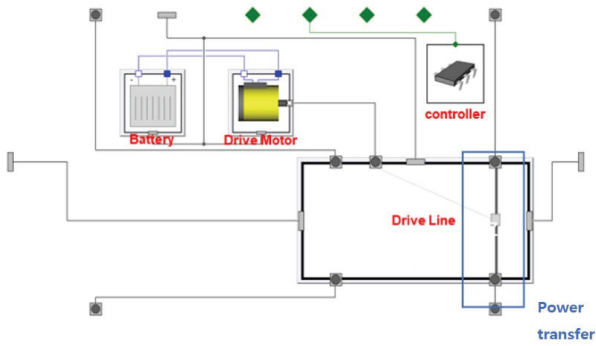 controller
Battery
Drive Motor
Drive Line
Power
transfer